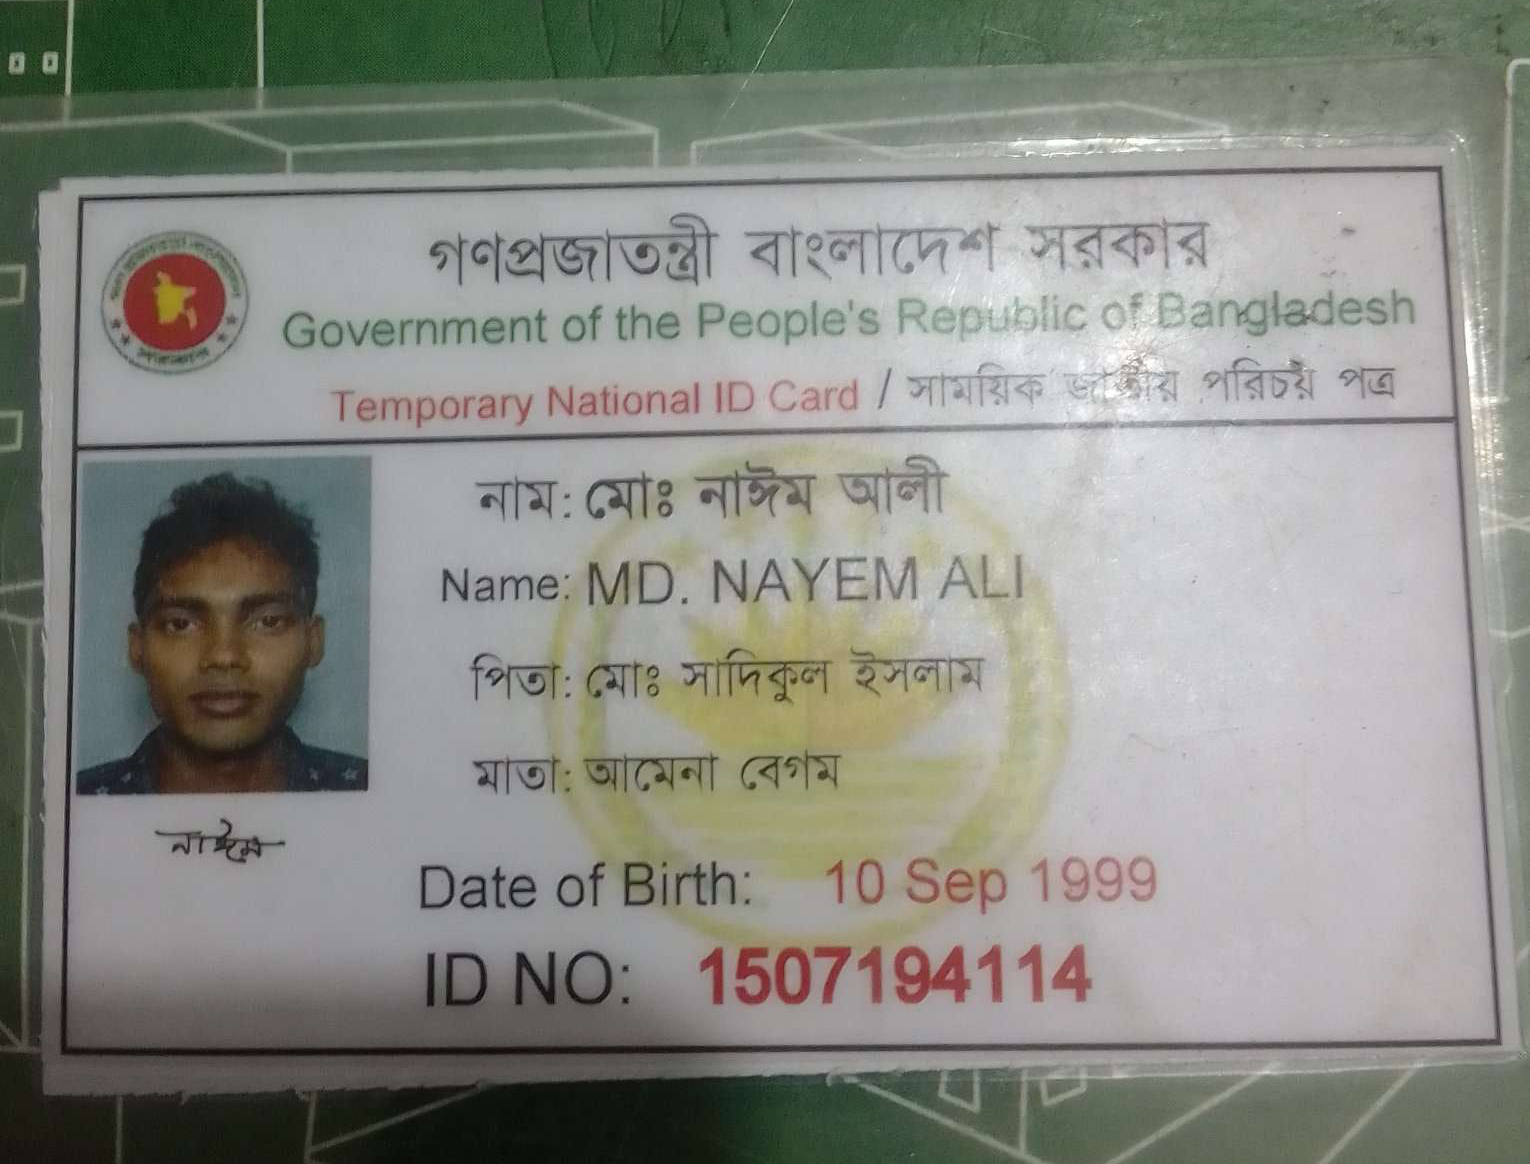 গণপ্রজাতন্ত্রী বাংলাদেশ সরকার
Government of the People's Republic of Bangladesh
Temporary National ID Card / সাময়িক জাতীয় পরিচয় পত্র
নাম: মোঃ নাঈম আলী
Name: MD. NAYEM ALI
পিতা: মোঃ সাদিকুল ইসলাম
মাতা: আমেনা বেগম
নাঈম
Date of Birth: 10 Sep 1999
ID NO: 1507194114